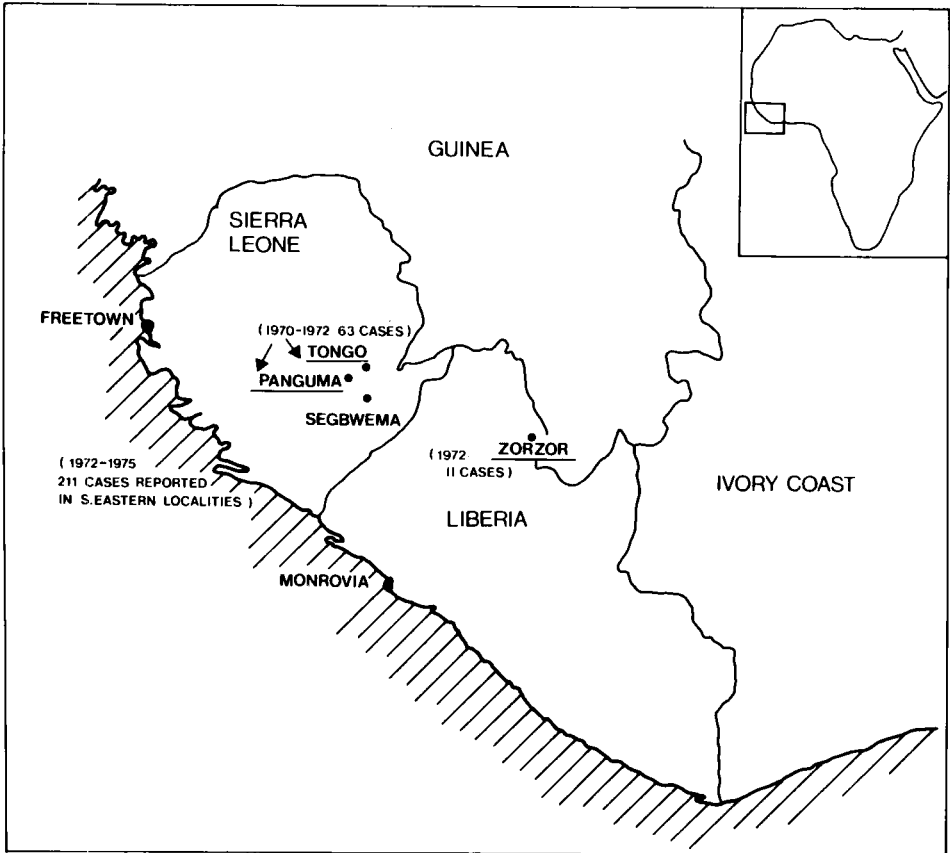 GUINEA
SIERRA
LEONE
FREETOWN
(1970-1972 63 CASES)
TONGO
PANGUMA
SEGBWEMA
(1972
11 CASES)
ZORZOR
(1972-1975
211 CASES REPORTED
IN S.EASTERN LOCALITIES)
IVORY COAST
LIBERIA
MONROVIA